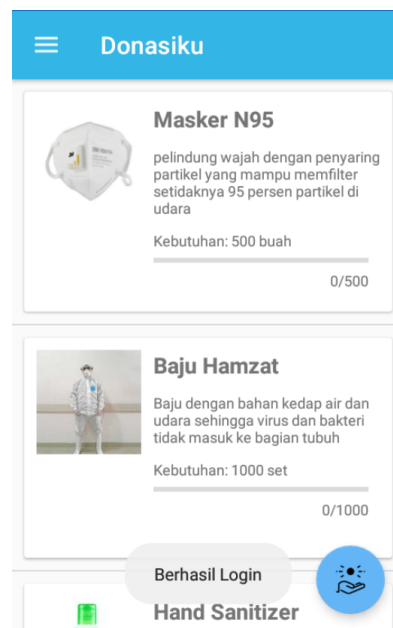 Donasiku
Masker N95
pelindung wajah dengan penyaring
partikel yang mampu memfilter
setidaknya 95 persen partikel di
udara
Kebutuhan: 500 buah
0/500
Baju Hamzat
Baju dengan bahan kedap air dan
udara sehingga virus dan bakteri
tidak masuk ke bagian tubuh
Kebutuhan: 1000 set
0/1000
Berhasil Login
Hand Sanitizer